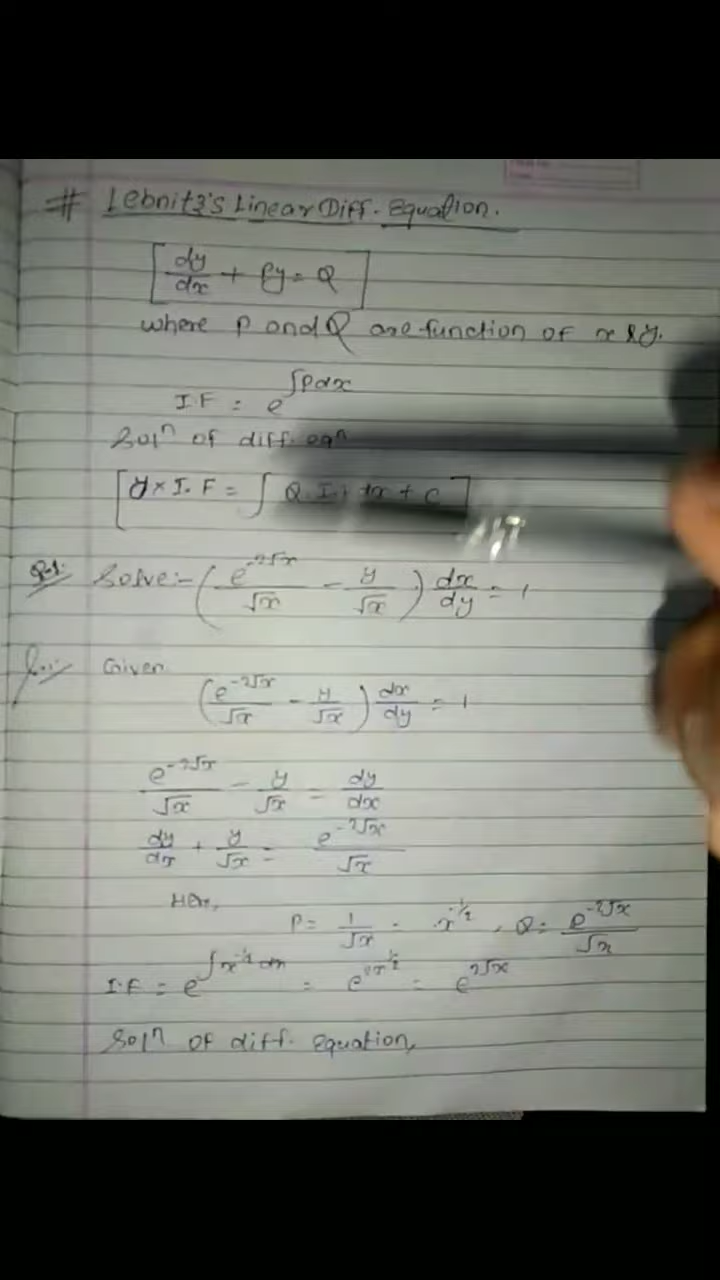 # Lebnitz's Linear Diff. Equation.
[dy/dx + Py = Q]
where P and Q are function of x & y.
I.F = e^∫Pdx
Solⁿ of diff. eqⁿ
[y × I.F = ∫ Q. I.F dx + C]
Q-1. Solve:- (e^-2√x/√x - y/√x) dx/dy = 1
Given
(e^-2√x/√x - y/√x) dx/dy = 1
e^-2√x/√x - y/√x = dy/dx
dy/dx + y/√x = e^-2√x/√x
Here,
P = 1/√x = x^-1/2, Q = e^-2√x/√x
I.F = e^∫x^-1/2 dx = e^2x^1/2 = e^2√x
Solⁿ of diff. equation,